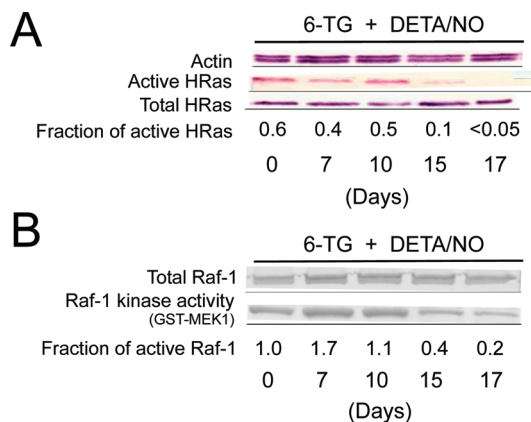 A
6-TG + DETA/NO
Actin
Active HRas
Total HRas
Fraction of active HRas 0.6 0.4 0.5 0.1 <0.05
0 7 10 15 17
(Days)
B
6-TG + DETA/NO
Total Raf-1
Raf-1 kinase activity
(GST-MEK1)
Fraction of active Raf-1 1.0 1.7 1.1 0.4 0.2
0 7 10 15 17
(Days)